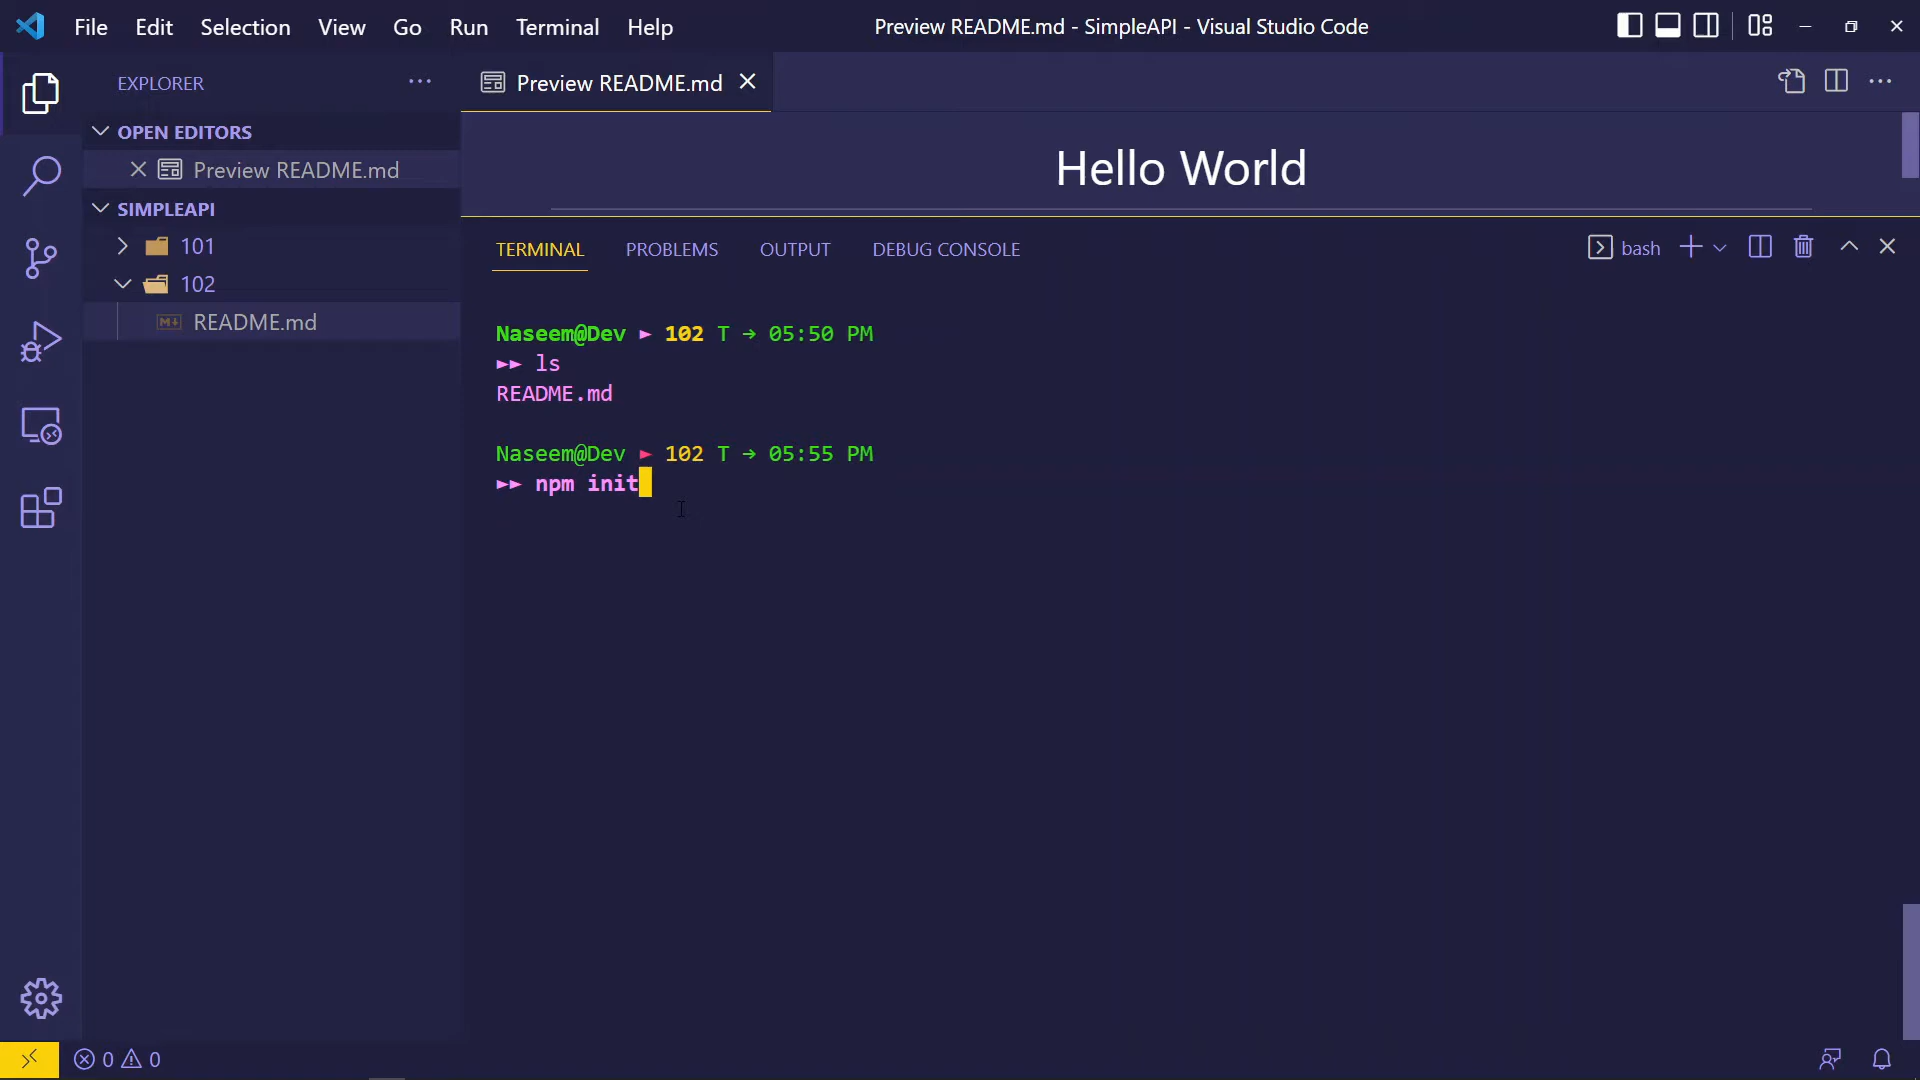 File Edit Selection View Go Run Terminal Help
Preview README.md - SimpleAPI - Visual Studio Code
EXPLORER
OPEN EDITORS
Preview README.md
SIMPLEAPI
101
102
README.md
Preview README.md
Hello World
TERMINAL PROBLEMS OUTPUT DEBUG CONSOLE
bash
Naseem@Dev ► 102 T → 05:50 PM
►► ls
README.md
Naseem@Dev ► 102 T → 05:55 PM
►► npm init
0 0